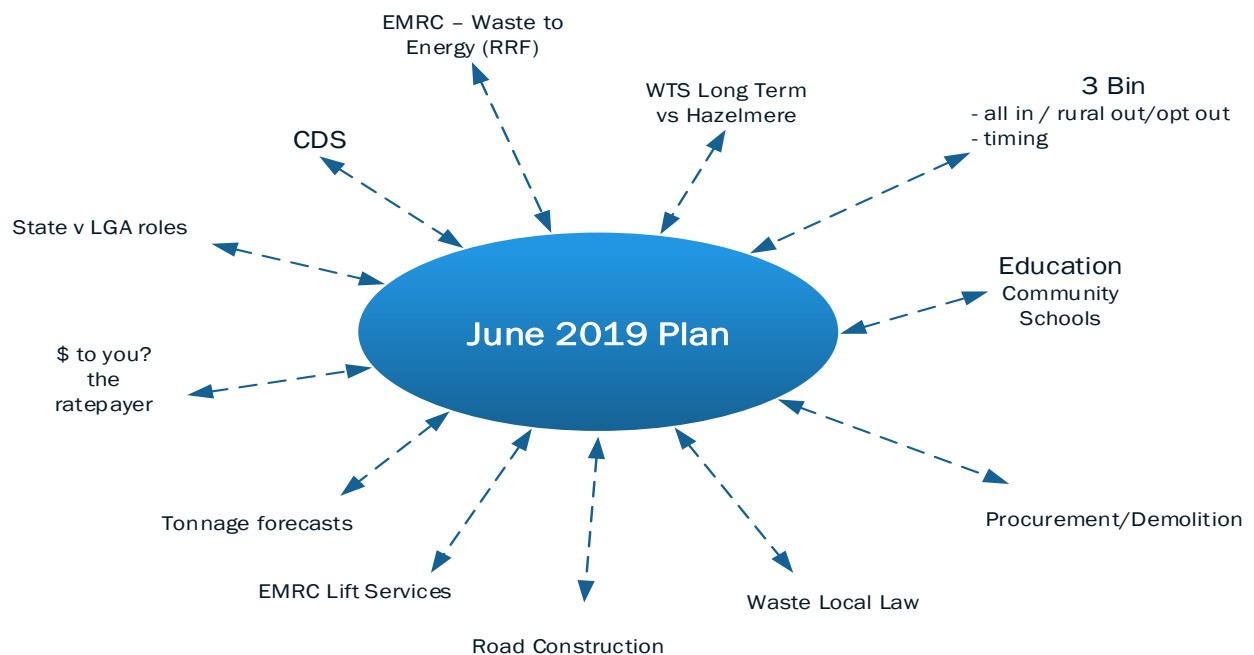 EMRC – Waste to
Energy (RRF)
WTS Long Term
vs Hazelmere
3 Bin
- all in / rural out/opt out
- timing
CDS
State v LGA roles
Education
Community
Schools
June 2019 Plan
$ to you?
the
ratepayer
Tonnage forecasts
Procurement/Demolition
EMRC Lift Services
Waste Local Law
Road Construction